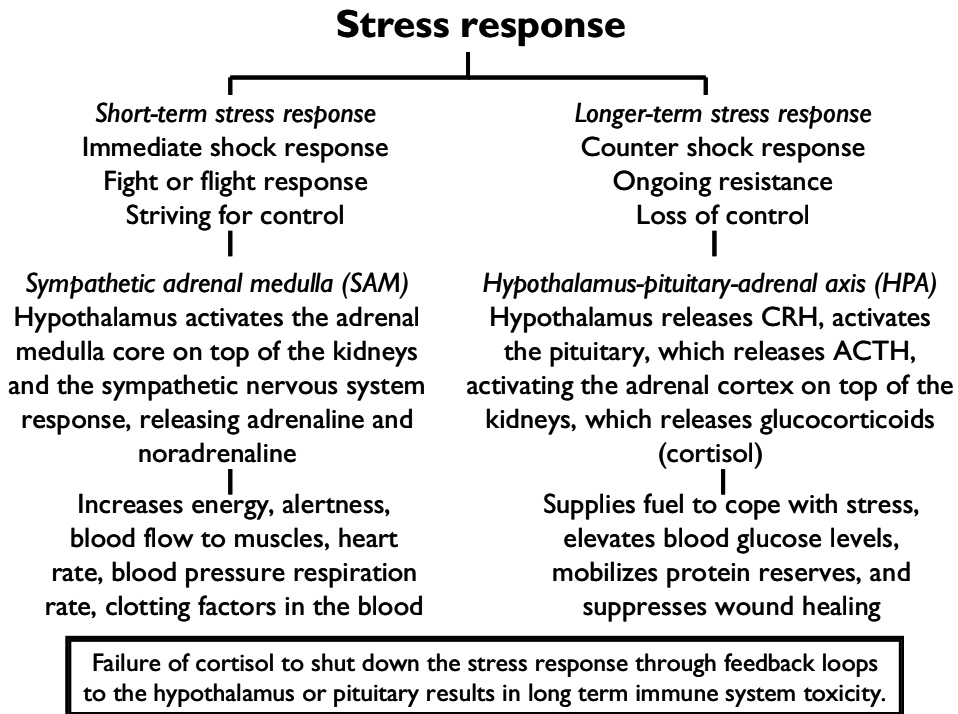 Stress response
Short-term stress response
Immediate shock response
Fight or flight response
Striving for control
Sympathetic adrenal medulla (SAM)
Hypothalamus activates the adrenal
medulla core on top of the kidneys
and the sympathetic nervous system
response, releasing adrenaline and
noradrenaline
Increases energy, alertness,
blood flow to muscles, heart
rate, blood pressure respiration
rate, clotting factors in the blood
Longer-term stress response
Counter shock response
Ongoing resistance
Loss of control
Hypothalamus-pituitary-adrenal axis (HPA)
Hypothalamus releases CRH, activates
the pituitary, which releases ACTH,
activating the adrenal cortex on top of the
kidneys, which releases glucocorticoids
(cortisol)
Supplies fuel to cope with stress,
elevates blood glucose levels,
mobilizes protein reserves, and
suppresses wound healing
Failure of cortisol to shut down the stress response through feedback loops
to the hypothalamus or pituitary results in long term immune system toxicity.